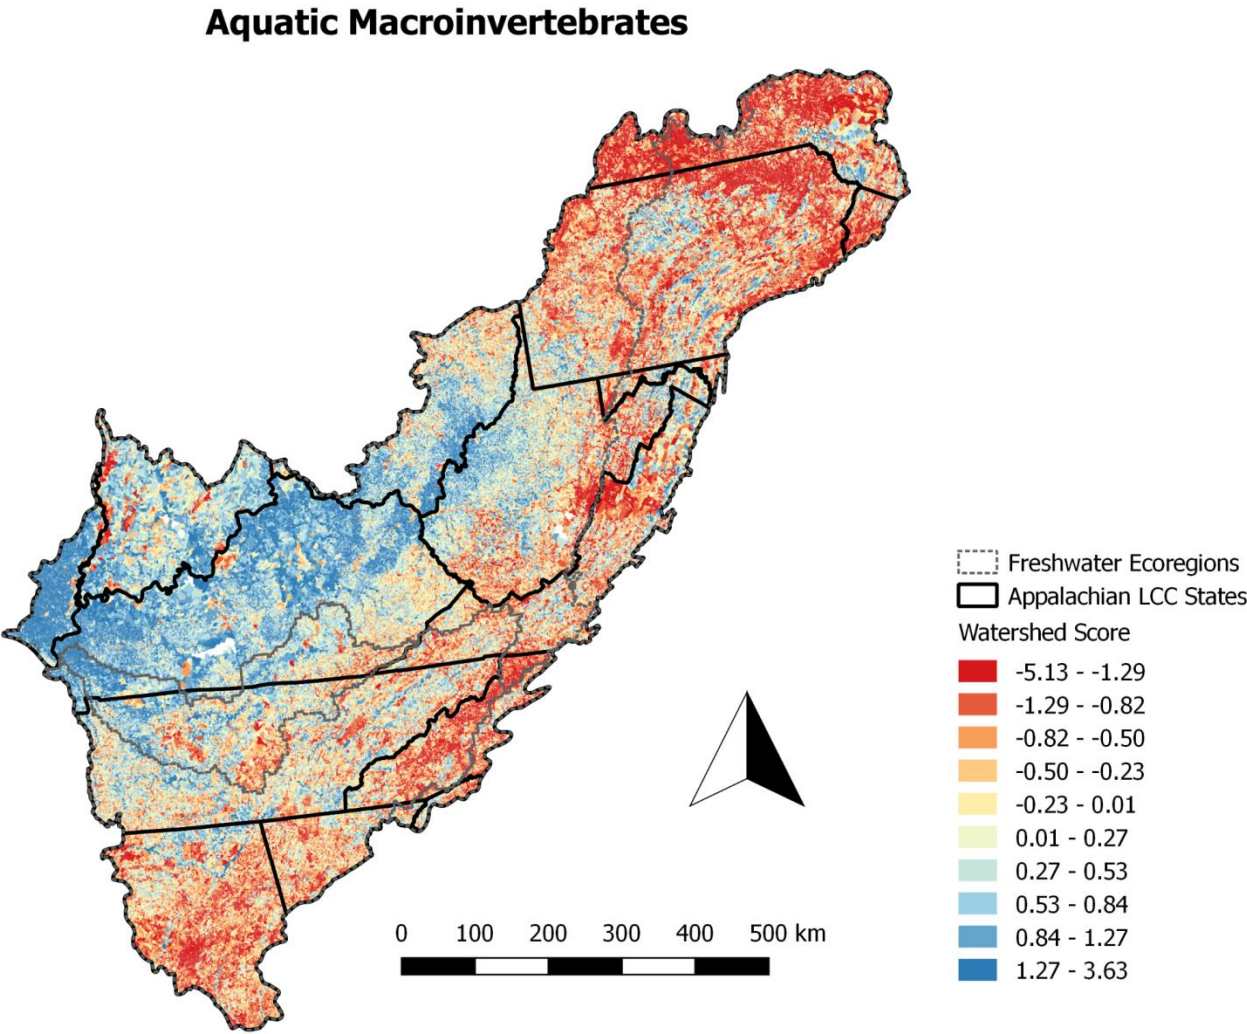 Aquatic Macroinvertebrates
Freshwater Ecoregions
Appalachian LCC States
Watershed Score
-5.13 - -1.29
-1.29 - -0.82
-0.82 - -0.50
-0.50 - -0.23
-0.23 - 0.01
0.01 - 0.27
0.27 - 0.53
0.53 - 0.84
0.84 - 1.27
1.27 - 3.63
0 100 200 300 400 500 km